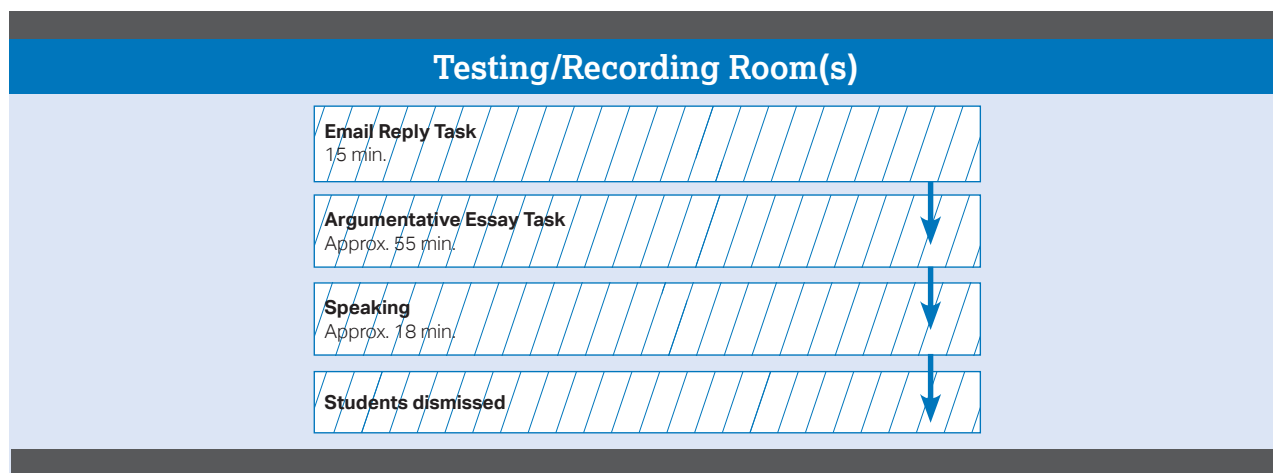 Testing/Recording Room(s)
Email Reply Task
15 min.
Argumentative Essay Task
Approx. 55 min.
Speaking
Approx. 18 min.
Students dismissed